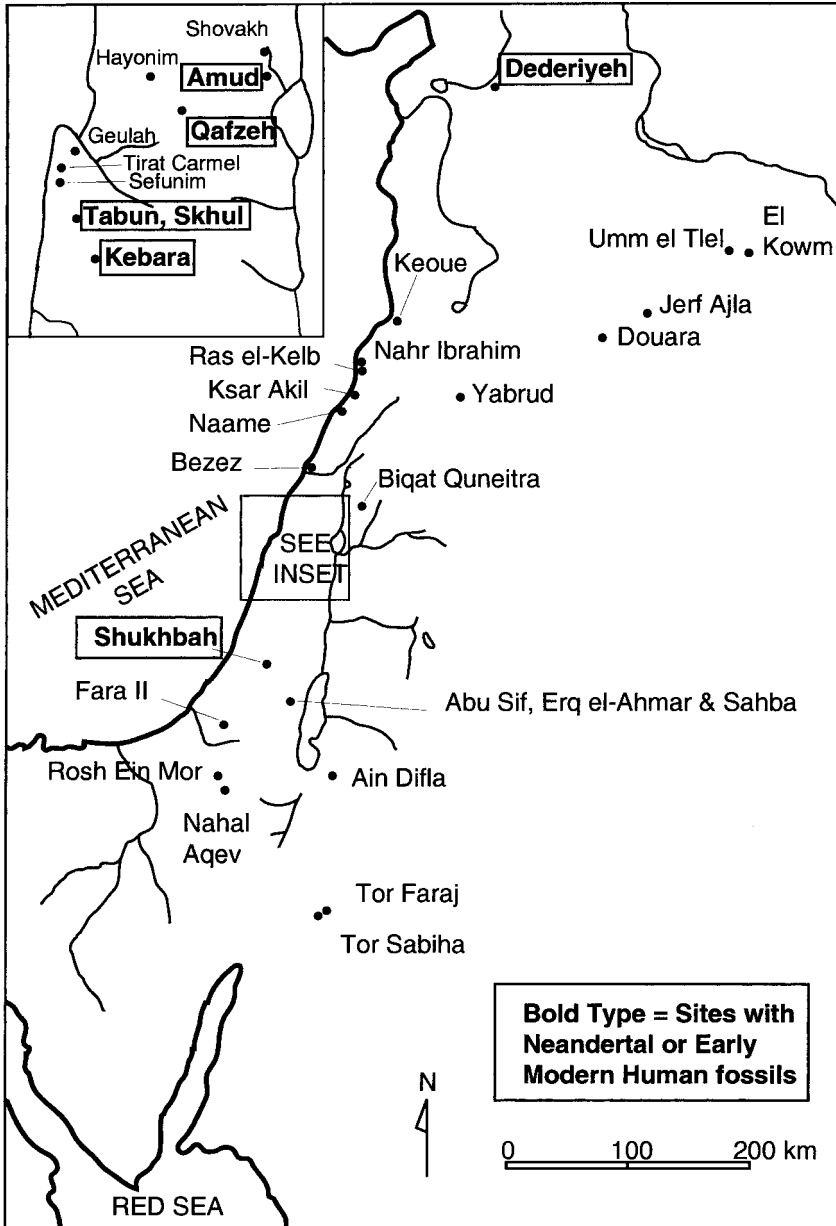 Shovakh
Hayonim
Amud
Qafzeh
Geulah
Tirat Carmel
Sefunim
Tabun, Skhul
Kebara
Dederiyeh
Umm el Tlel
El
Kowm
Keoue
Jerf Ajla
Douara
Ras el-Kelb
Nahr Ibrahim
Ksar Akil
Yabrud
Naame
Bezez
Biqat Quneitra
SEE
INSET
MEDITERRANEAN
SEA
Shukhbah
Fara II
Abu Sif, Erq el-Ahmar & Sahba
Rosh Ein Mor
Ain Difla
Nahal
Aqev
Tor Faraj
Tor Sabiha
Bold Type = Sites with
Neandertal or Early
Modern Human fossils
N
0 100 200 km
RED SEA